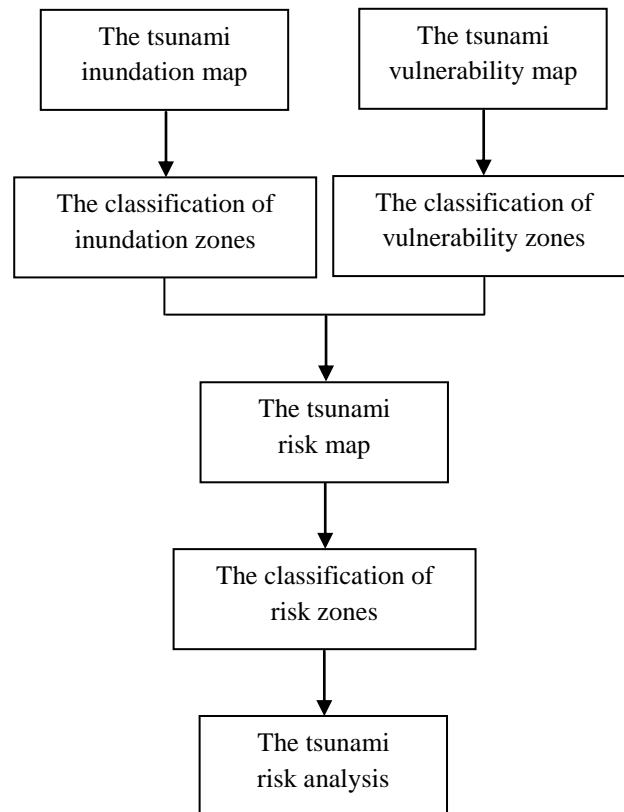 The tsunami
inundation map
The tsunami
vulnerability map
The classification of
inundation zones
The classification of
vulnerability zones
The tsunami
risk map
The classification of
risk zones
The tsunami
risk analysis